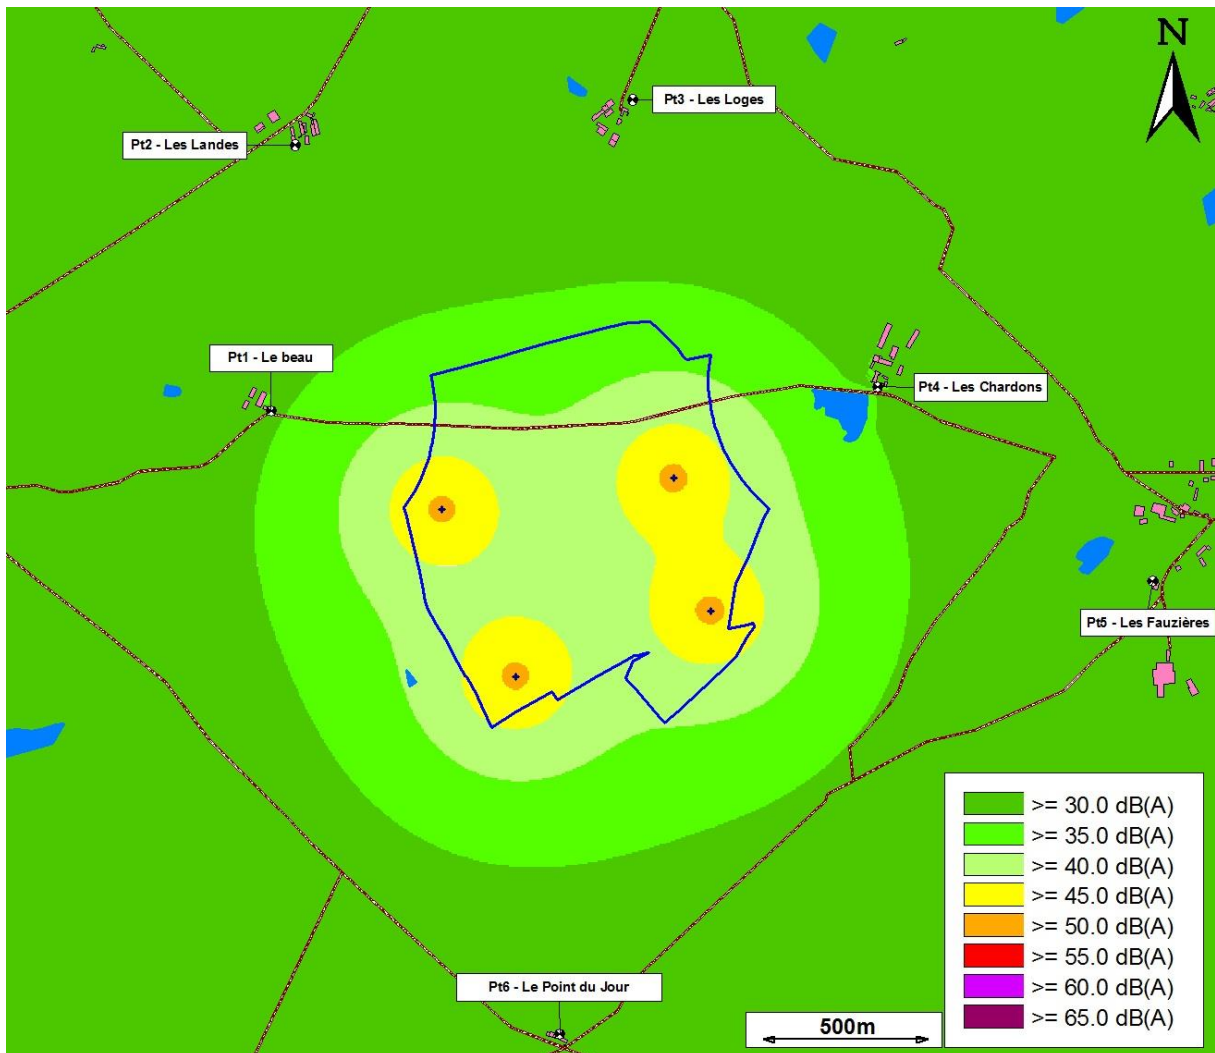 N
Pt3 - Les Loges
Pt2 - Les Landes
Pt1 - Le beau
Pt4 - Les Chardons
Pt5 - Les Fauzières
>= 30.0 dB(A)
>= 35.0 dB(A)
>= 40.0 dB(A)
>= 45.0 dB(A)
>= 50.0 dB(A)
>= 55.0 dB(A)
>= 60.0 dB(A)
>= 65.0 dB(A)
Pt6 - Le Point du Jour
500m